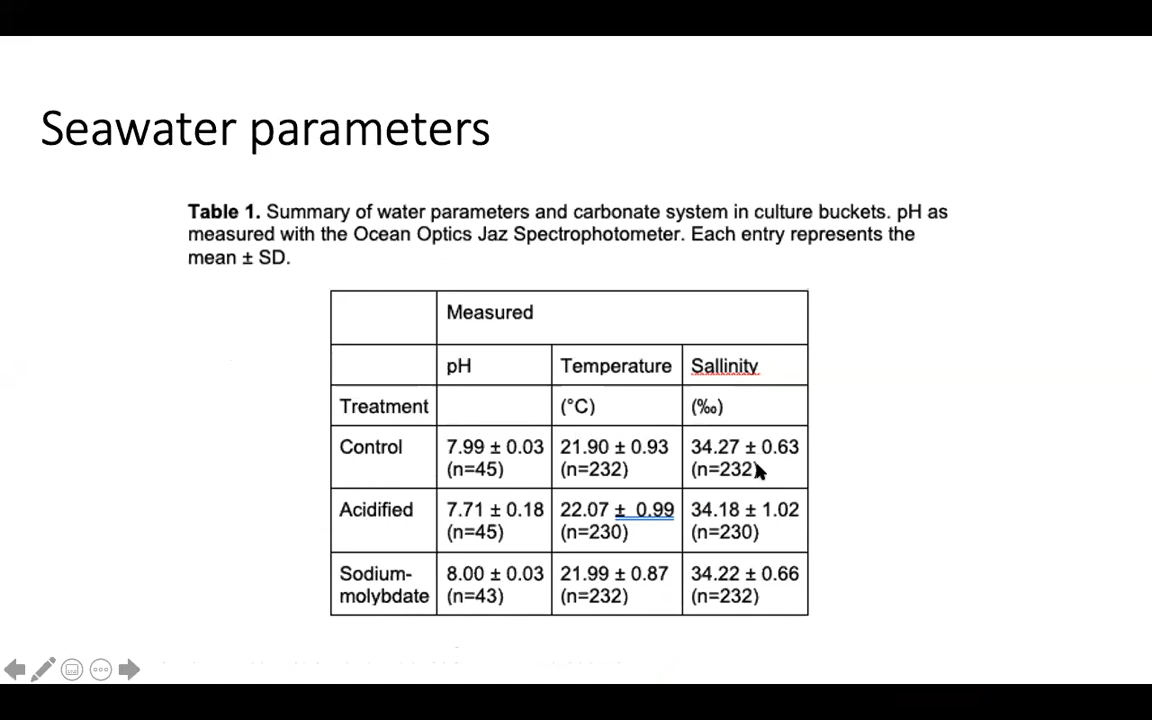 Seawater parameters
Table 1. Summary of water parameters and carbonate system in culture buckets. pH as
measured with the Ocean Optics Jaz Spectrophotometer. Each entry represents the
mean ± SD.
Measured
pH Temperature Sallinity
Treatment (°C) (‰)
Control 7.99 ± 0.03 21.90 ± 0.93 34.27 ± 0.63
(n=45) (n=232) (n=232)
Acidified 7.71 ± 0.18 22.07 ± 0.99 34.18 ± 1.02
(n=45) (n=230) (n=230)
Sodium- 8.00 ± 0.03 21.99 ± 0.87 34.22 ± 0.66
molybdate (n=43) (n=232) (n=232)